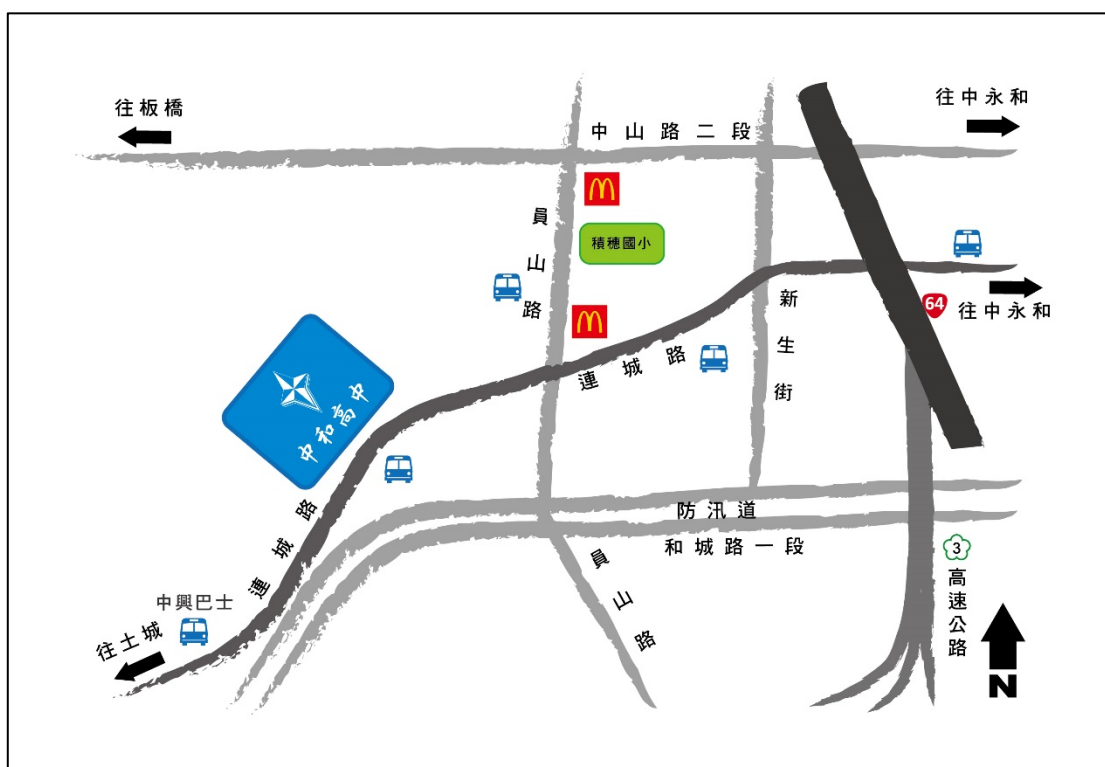 往板橋
往中永和
中山路二段
員山路
積穗國小
64
往中永和
新生街
連城路
中和高中
防汛道
和城路一段
連城路
員山路
3
高速公路
中興巴士
往土城
N